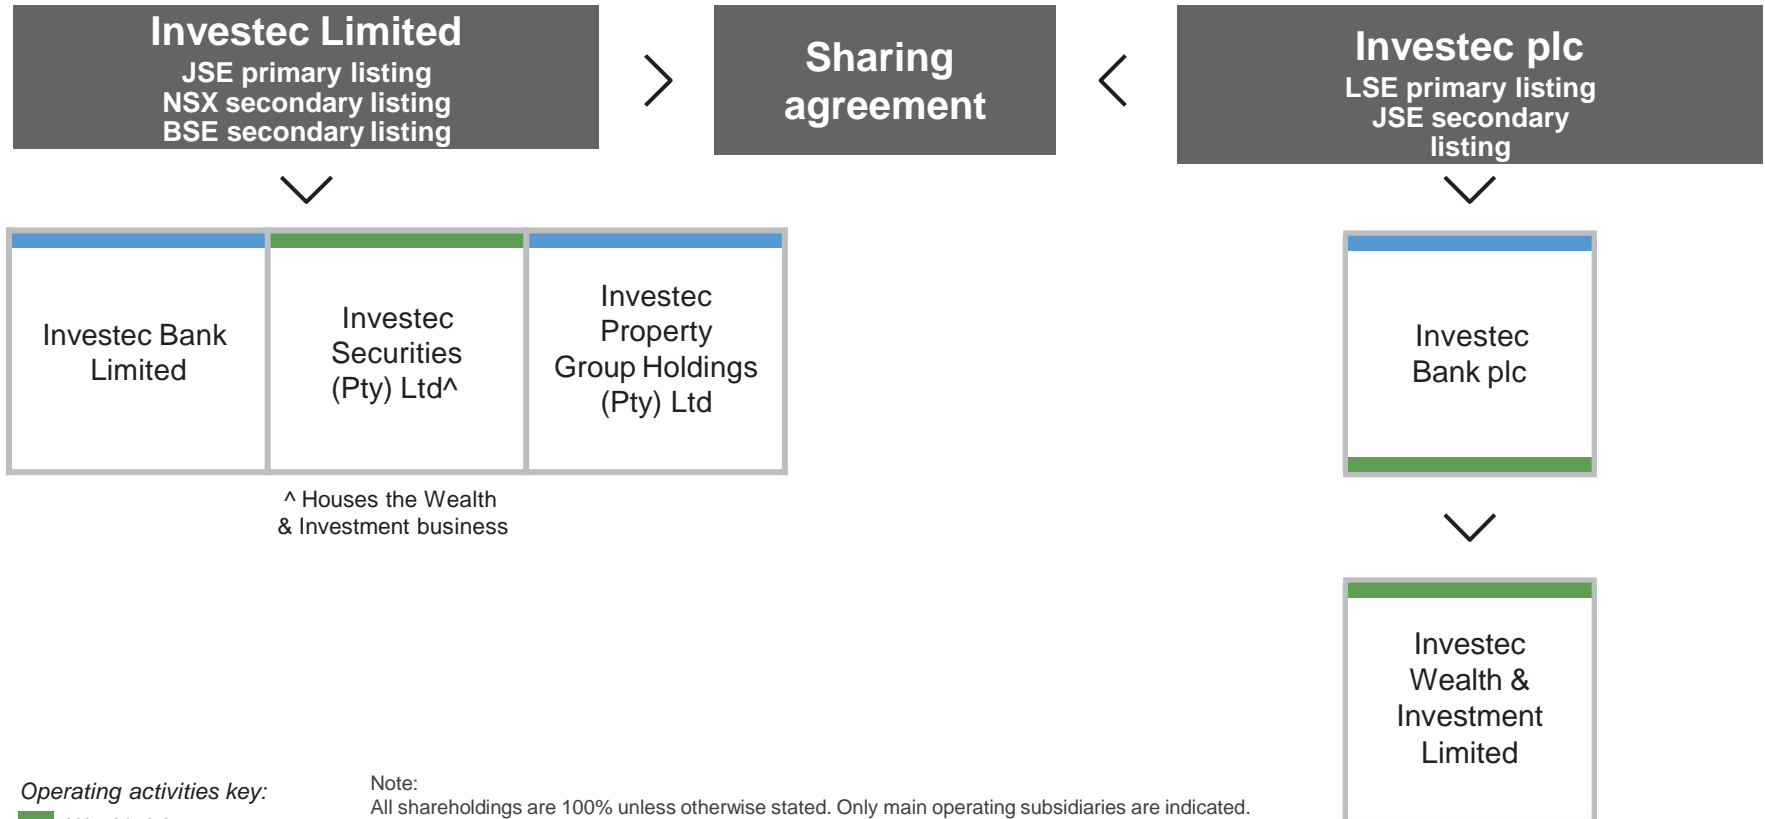 Investec Limited
JSE primary listing
NSX secondary listing
BSE secondary listing
Sharing
agreement
Investec plc
LSE primary listing
JSE secondary
listing
Investec Bank
Limited
Investec
Securities
(Pty) Ltd^
Investec
Property
Group Holdings
(Pty) Ltd
^ Houses the Wealth
& Investment business
Investec
Bank plc
Investec
Wealth &
Investment
Limited
Operating activities key:
Note:
All shareholdings are 100% unless otherwise stated. Only main operating subsidiaries are indicated.